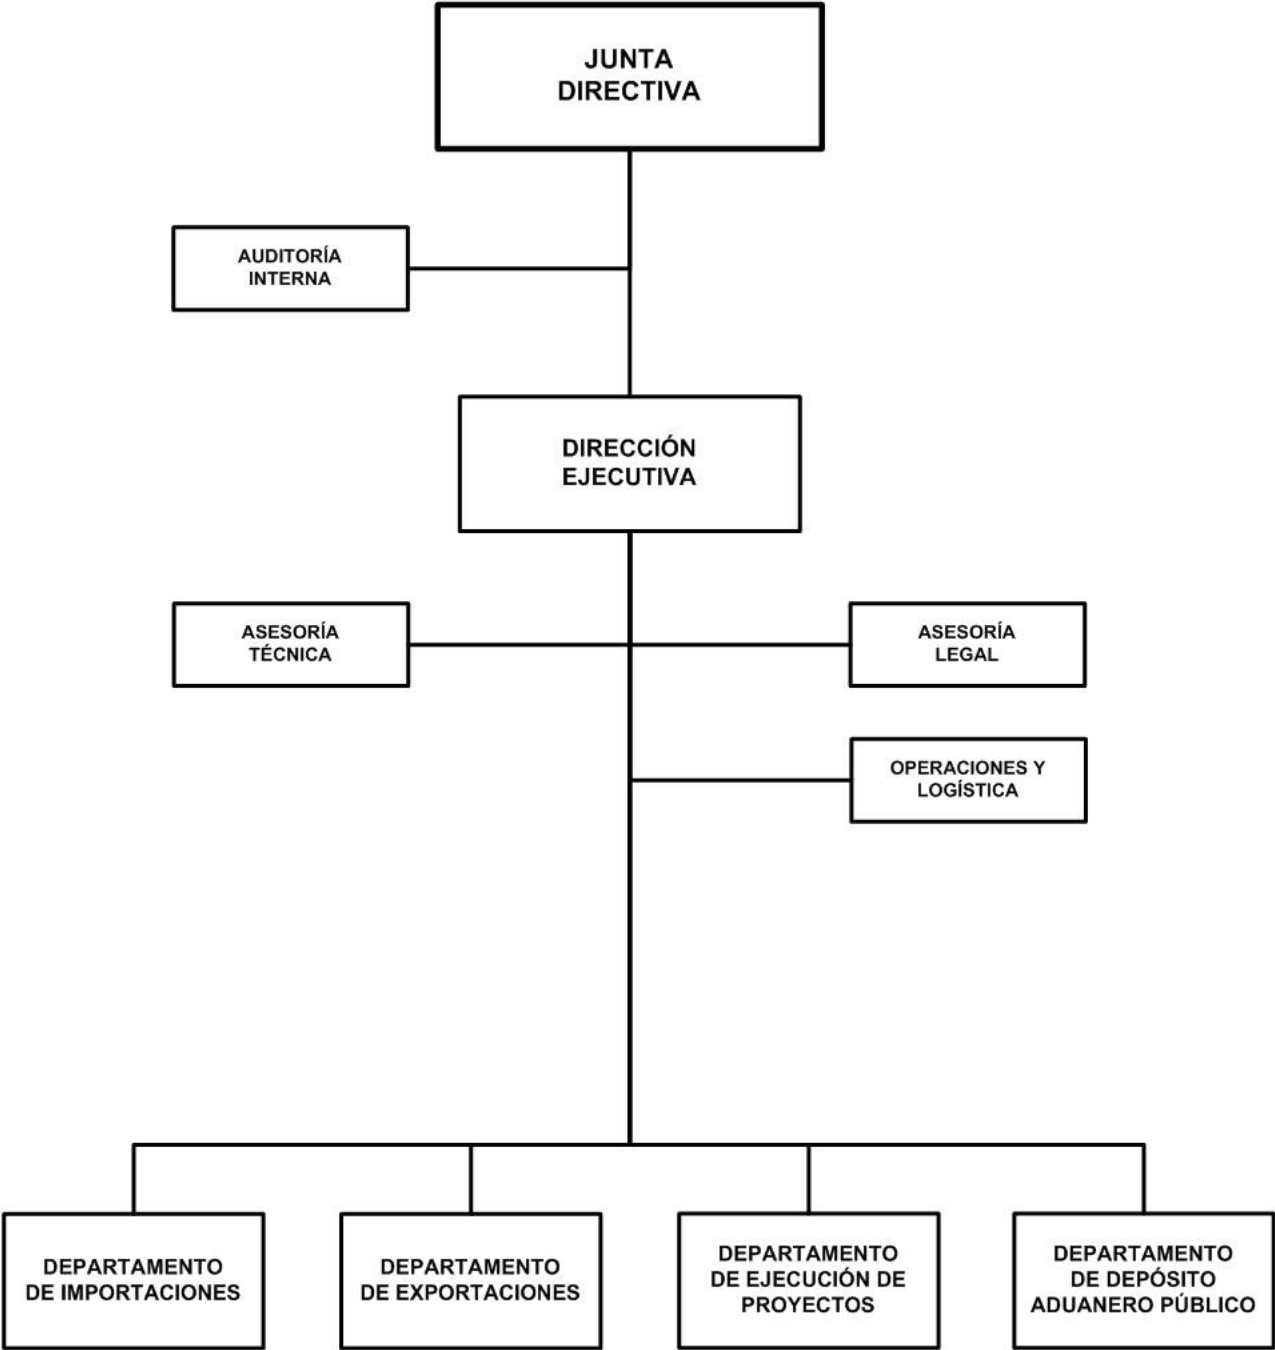 JUNTA
DIRECTIVA
AUDITORÍA
INTERNA
DIRECCIÓN
EJECUTIVA
ASESORÍA
TÉCNICA
ASESORÍA
LEGAL
OPERACIONES Y
LOGÍSTICA
DEPARTAMENTO
DE IMPORTACIONES
DEPARTAMENTO
DE EXPORTACIONES
DEPARTAMENTO
DE EJECUCIÓN DE
PROYECTOS
DEPARTAMENTO
DE DEPÓSITO
ADUANERO PÚBLICO